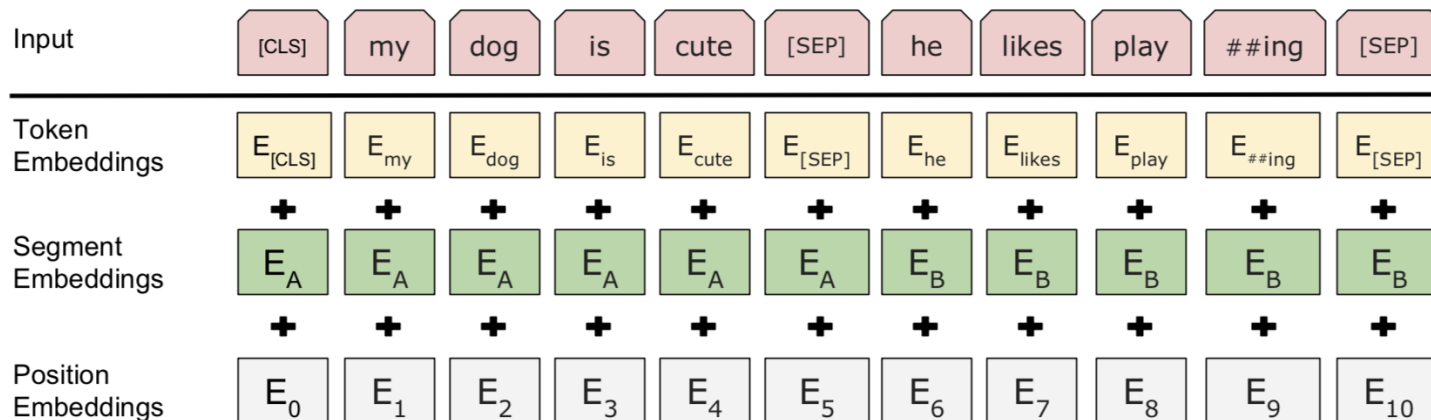 Input [CLS] my dog is cute [SEP] he likes play ##ing [SEP]
Token Embeddings E[CLS] Emy Edog Eis Ecute E[SEP] Ehe Elikes Eplay E##ing E[SEP]
+ + + + + + + + + + +
Segment Embeddings EA EA EA EA EA EA EB EB EB EB EB
+ + + + + + + + + + +
Position Embeddings E0 E1 E2 E3 E4 E5 E6 E7 E8 E9 E10